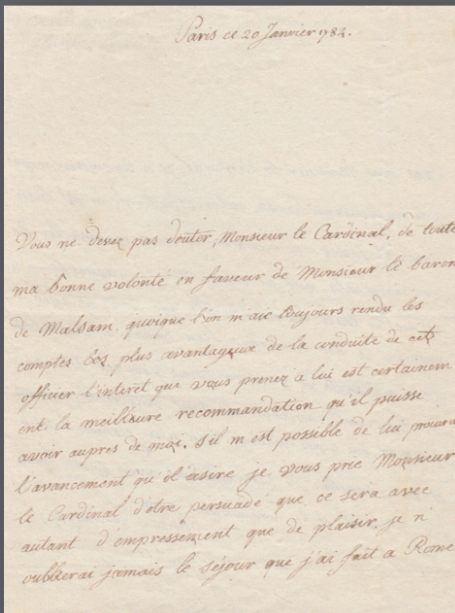 Paris ce 20 Janvier 1784.
Vous ne devez pas douter, Monsieur le Cardinal, de toute
ma bonne volonté en faveur de Monsieur le baron
de Malsam, quoique l'on m aie toujours rendu les
comptes les plus avantageux de la conduite de cet
officier l'interet que vous prenez a lui est certainem
ent la meilleure recommandation qu'il puisse
avoir aupres de moi. s'il m est possible de lui procurer
l'avancement qu'il desire je vous prie Monsieur
le Cardinal d'etre persuadé que ce sera avec
autant d empressement que de plaisir, je n
oublierai jamais le séjour que j'ai fait a Rome